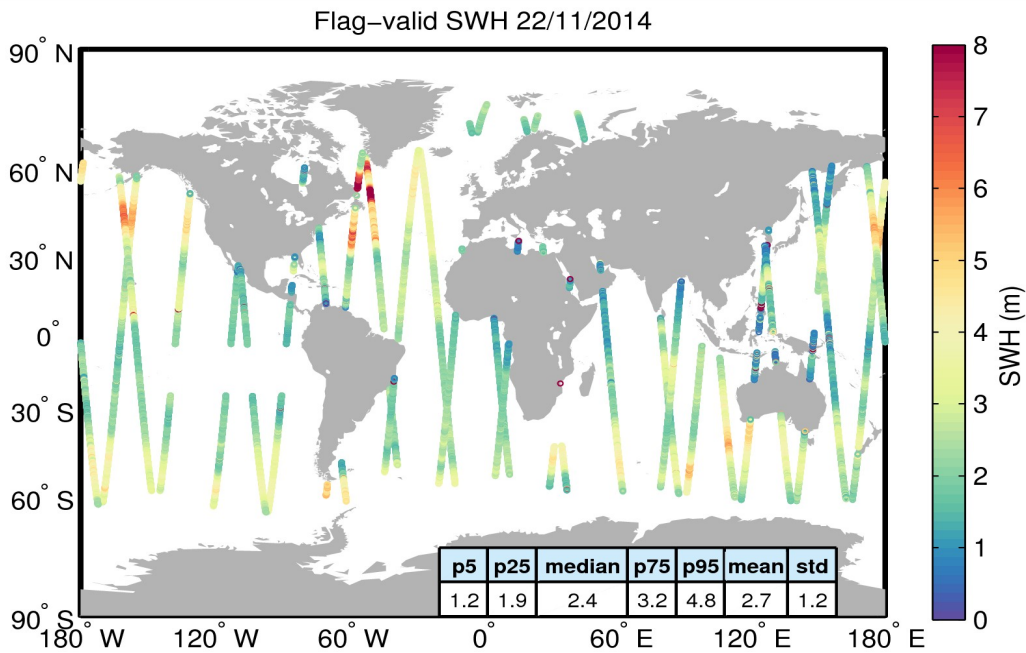 Flag−valid SWH 22/11/2014
90° N
60° N
30° N
0°
30° S
60° S
90° S
180° W
120° W
60° W
0°
60° E
120° E
180° E
p5 p25 median p75 p95 mean std
1.2 1.9 2.4 3.2 4.8 2.7 1.2
8
7
6
5
4
3
2
1
0
SWH (m)